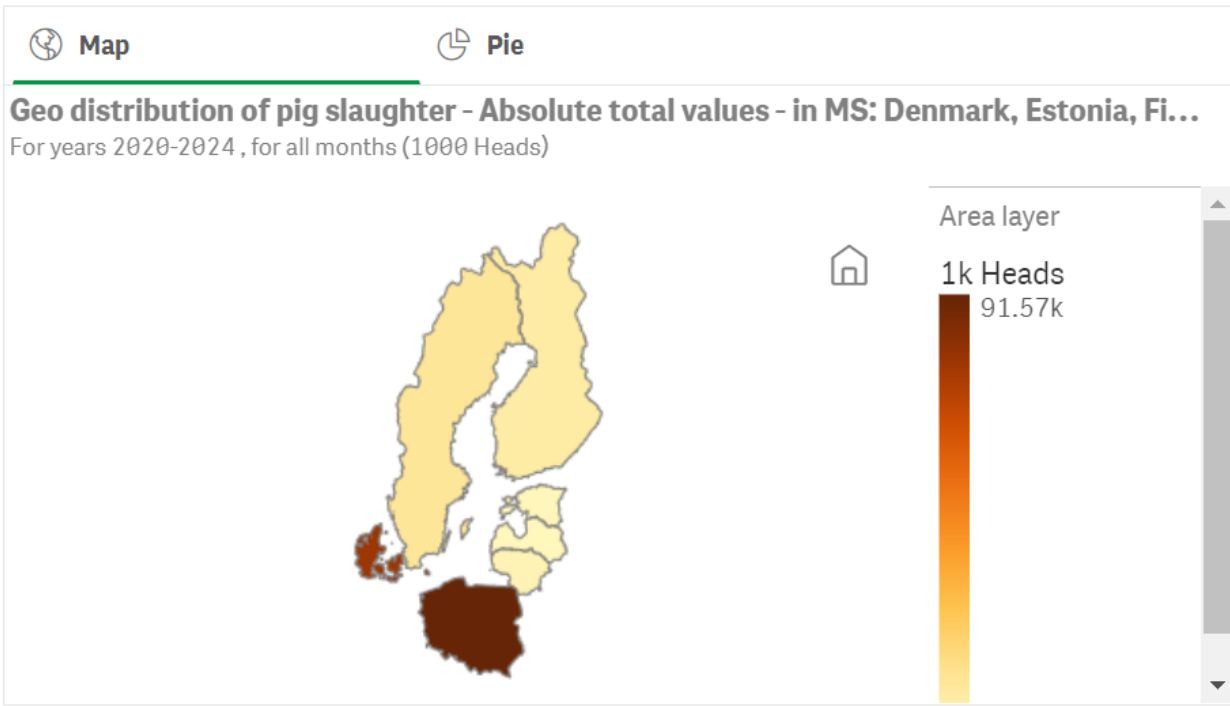 Map
Pie
Geo distribution of pig slaughter - Absolute total values - in MS: Denmark, Estonia, Fi...
For years 2020-2024 , for all months (1000 Heads)
Area layer
1k Heads
91.57k